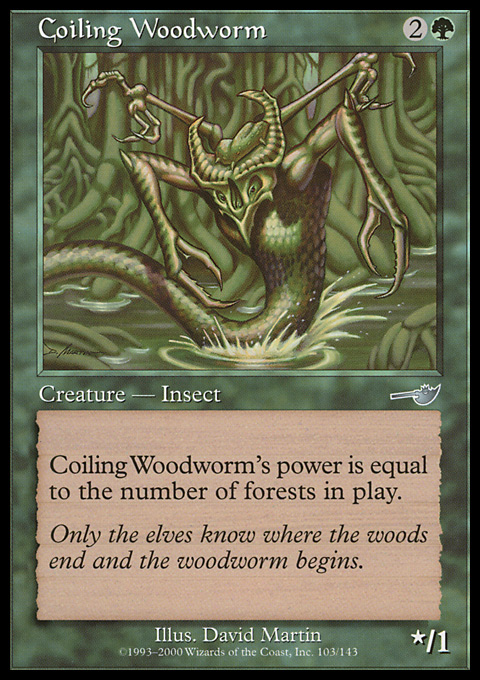 Coiling Woodworm 2
D. Martin
Creature — Insect
Coiling Woodworm's power is equal
to the number of forests in play.
Only the elves know where the woods
end and the woodworm begins.
Illus. David Martin
©1993–2000 Wizards of the Coast, Inc. 103/143
*/1